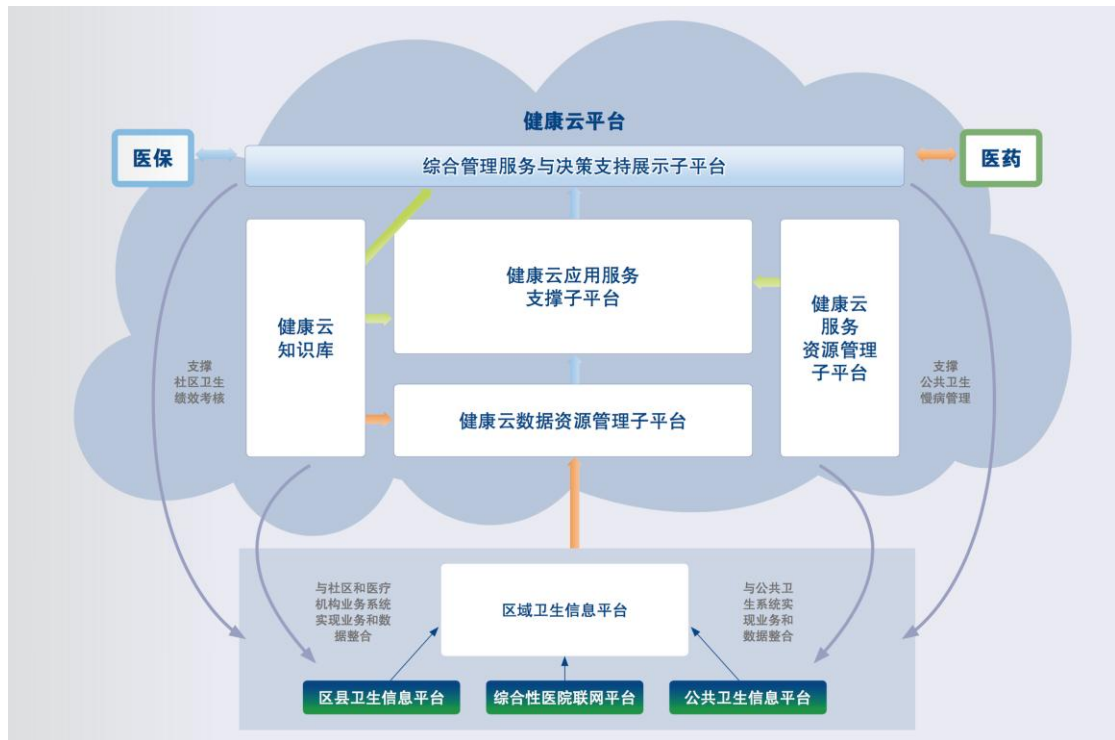 健康云平台
医保
综合管理服务与决策支持展示子平台
医药
健康云应用服务
支撑子平台
健康云
知识库
健康云
服务
资源管理
子平台
支撑
社区卫生
绩效考核
支撑
公共卫生
慢病管理
健康云数据资源管理子平台
与社区和医疗
机构业务系统
实现业务和数
据整合
区域卫生信息平台
与公共卫
生系统实
现业务和
数据整合
区县卫生信息平台
综合性医院联网平台
公共卫生信息平台